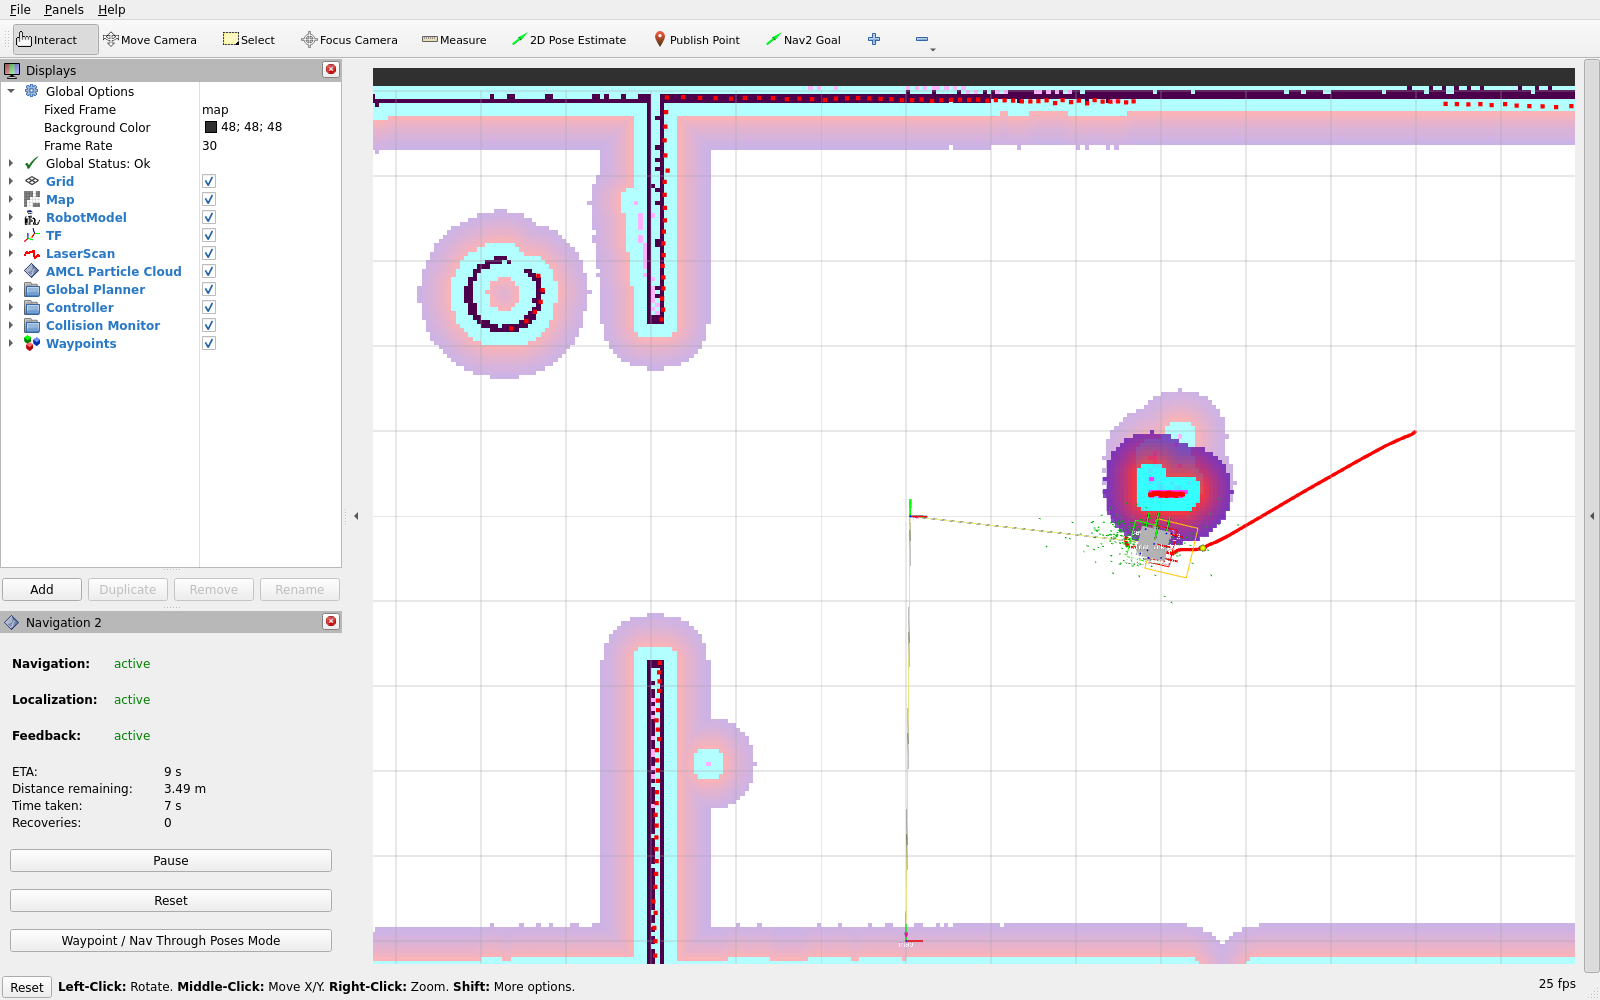 File Panels Help
Interact Move Camera Select Focus Camera Measure 2D Pose Estimate Publish Point Nav2 Goal
Displays
Global Options
Fixed Frame map
Background Color 48; 48; 48
Frame Rate 30
Global Status: Ok
Grid
Map
RobotModel
TF
LaserScan
AMCL Particle Cloud
Global Planner
Controller
Collision Monitor
Waypoints
Add Duplicate Remove Rename
Navigation 2
Navigation: active
Localization: active
Feedback: active
ETA: 9 s
Distance remaining: 3.49 m
Time taken: 7 s
Recoveries: 0
Pause
Reset
Waypoint / Nav Through Poses Mode
map
Reset Left-Click: Rotate. Middle-Click: Move X/Y. Right-Click: Zoom. Shift: More options. 25 fps